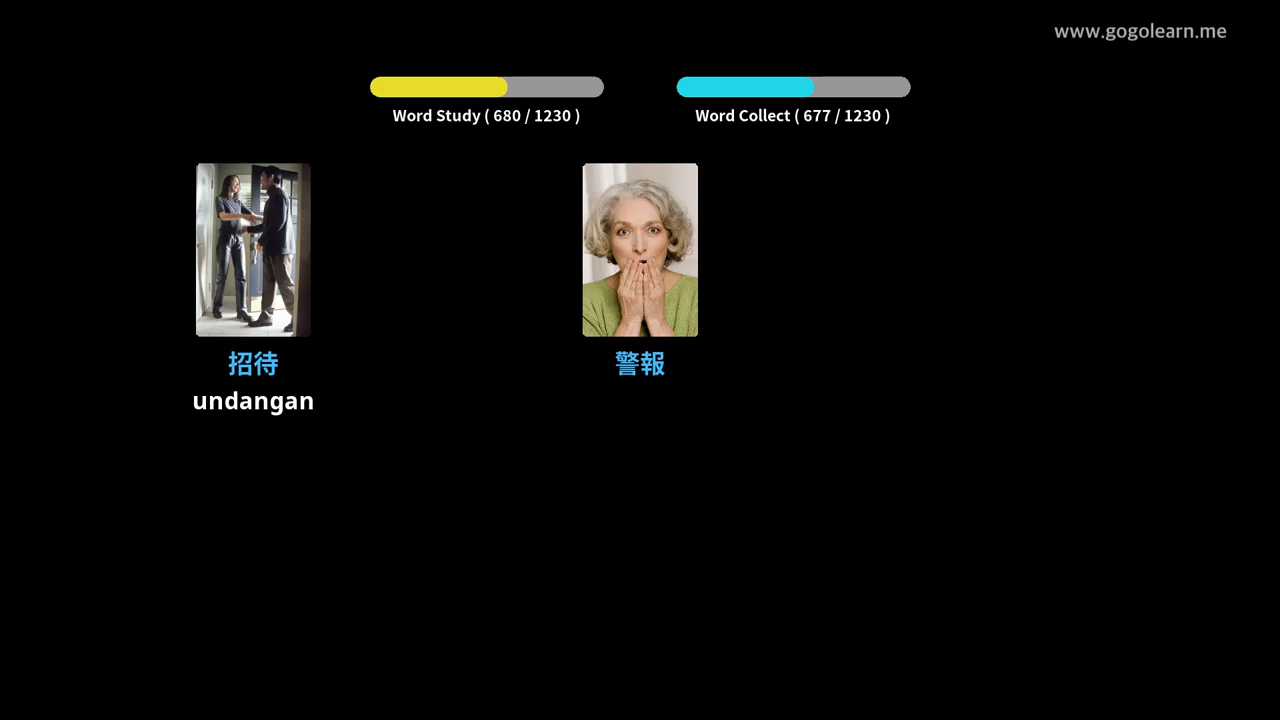 www.gogolearn.me
Word Study ( 680 / 1230 )
Word Collect ( 677 / 1230 )
招待
undangan
警報